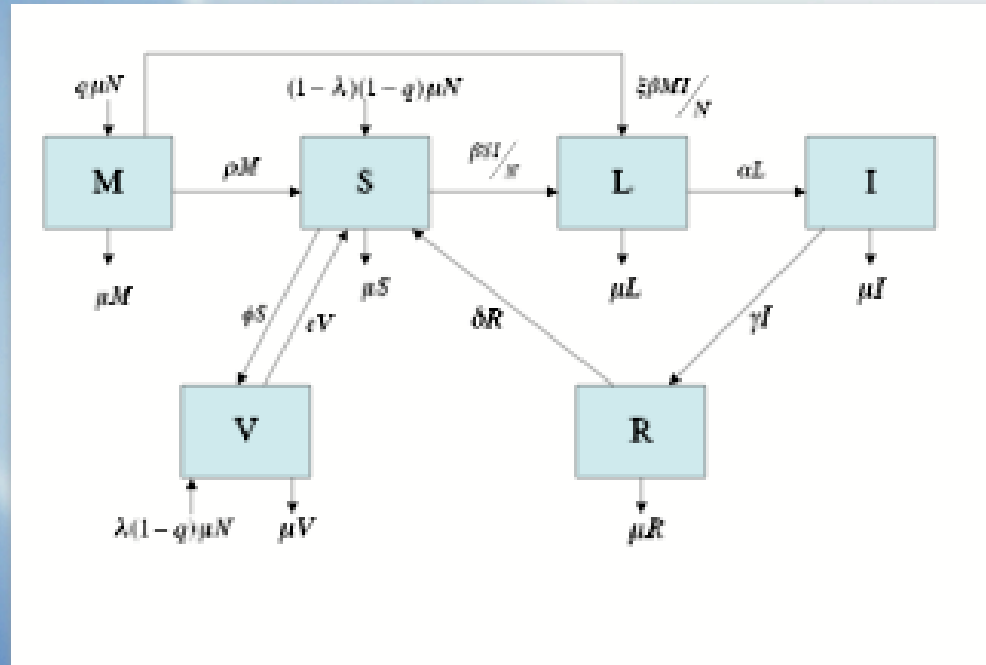 qμN
(1-λ)(1-q)μN
ξβMI/N
M
ρM
S
βSI/N
L
αL
I
μM
μS
μL
μI
ϕS
εV
δR
γI
V
R
λ(1-q)μN
μV
μR